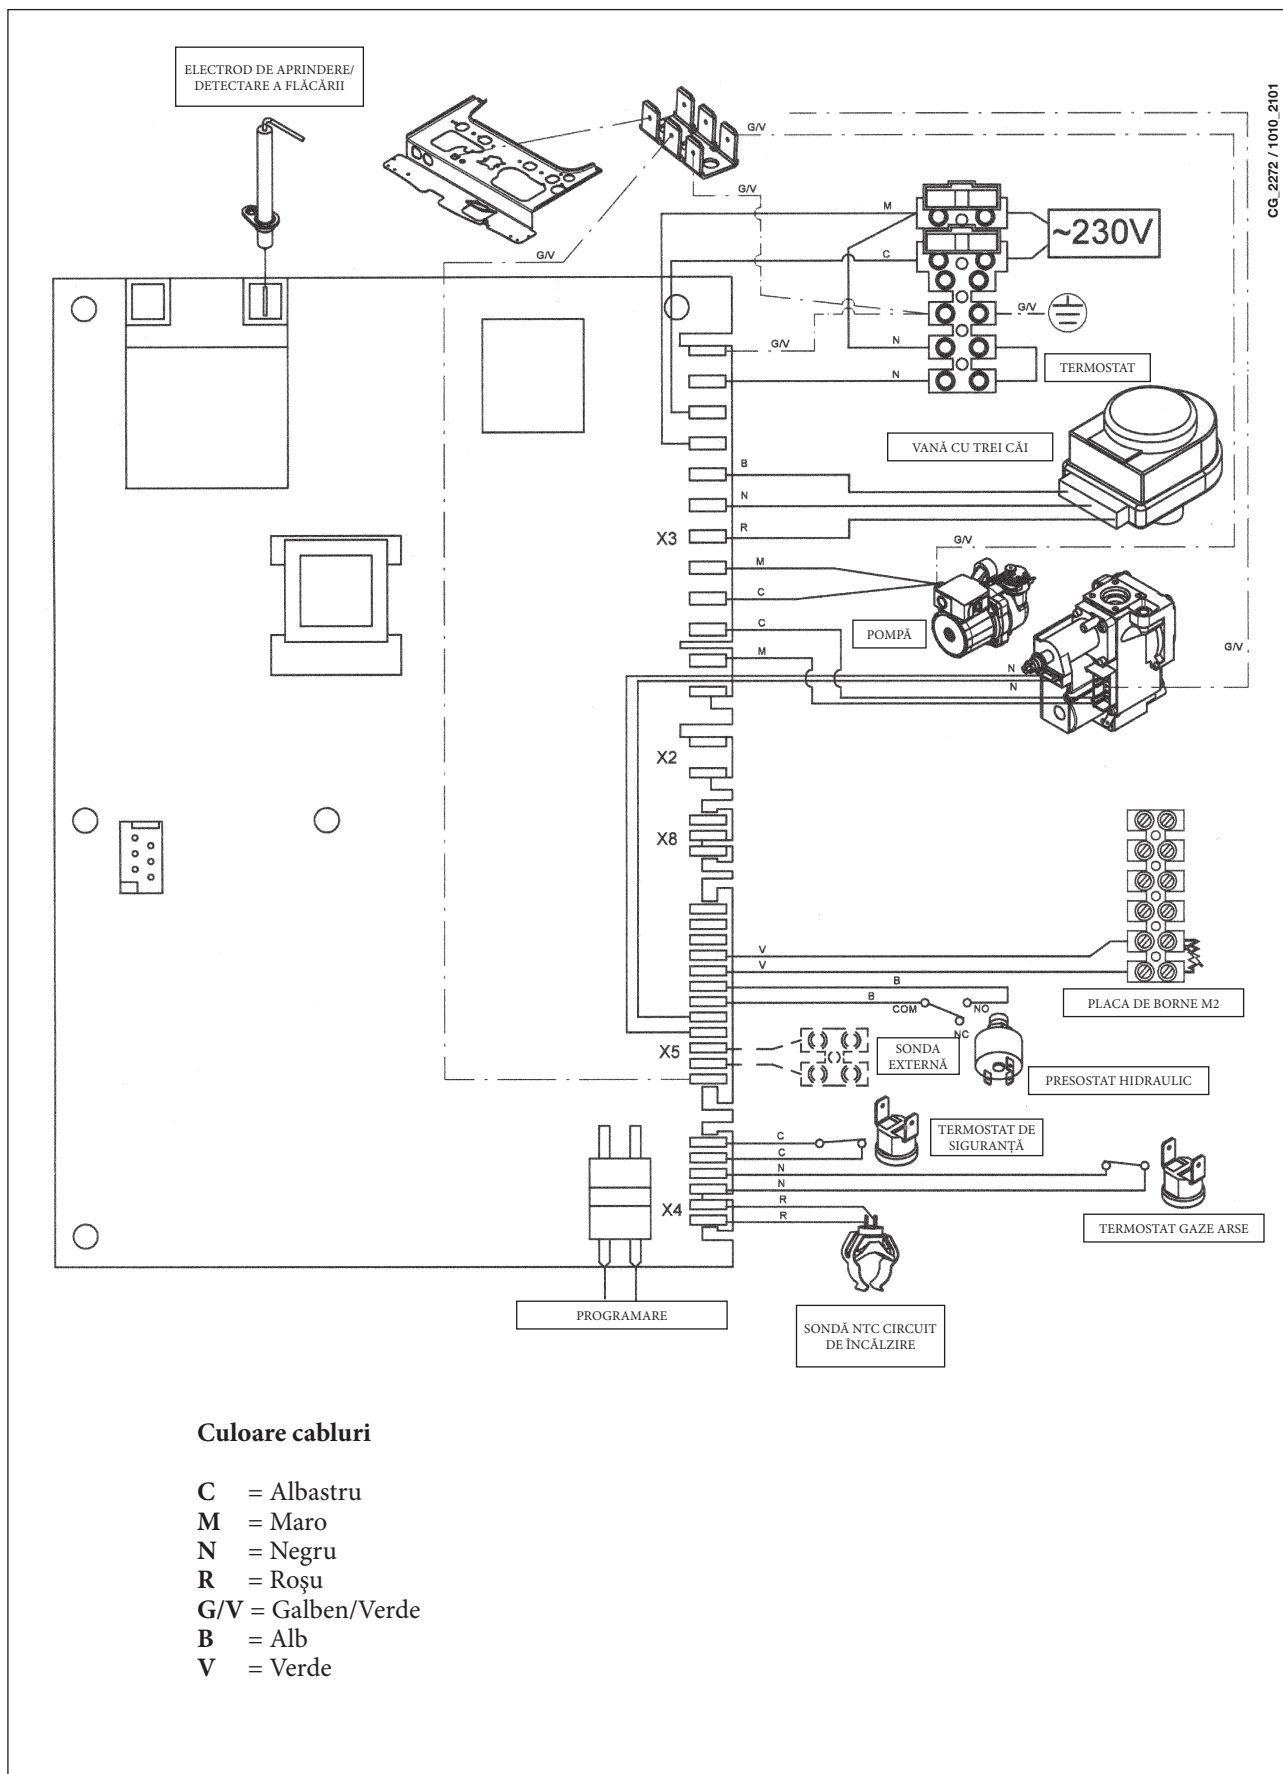 ELECTROD DE APRINDERE/
DETECTARE A FLĂCĂRII
CG_2272 / 1010_2101
G/V
G/V
G/V
M
~230V
C
G/V
G/V
N
N
TERMOSTAT
VANĂ CU TREI CĂI
B
N
R
X3
G/V
M
C
C
POMPĂ
M
G/V
N
N
X2
X8
V
V
B
B
COM
NO
NC
PLACA DE BORNE M2
X5
SONDA
EXTERNĂ
PRESOSTAT HIDRAULIC
C
C
TERMOSTAT DE
SIGURANȚĂ
N
N
X4
R
R
TERMOSTAT GAZE ARSE
PROGRAMARE
SONDĂ NTC CIRCUIT
DE ÎNCĂLZIRE
Culoare cabluri
C = Albastru
M = Maro
N = Negru
R = Roşu
G/V = Galben/Verde
B = Alb
V = Verde